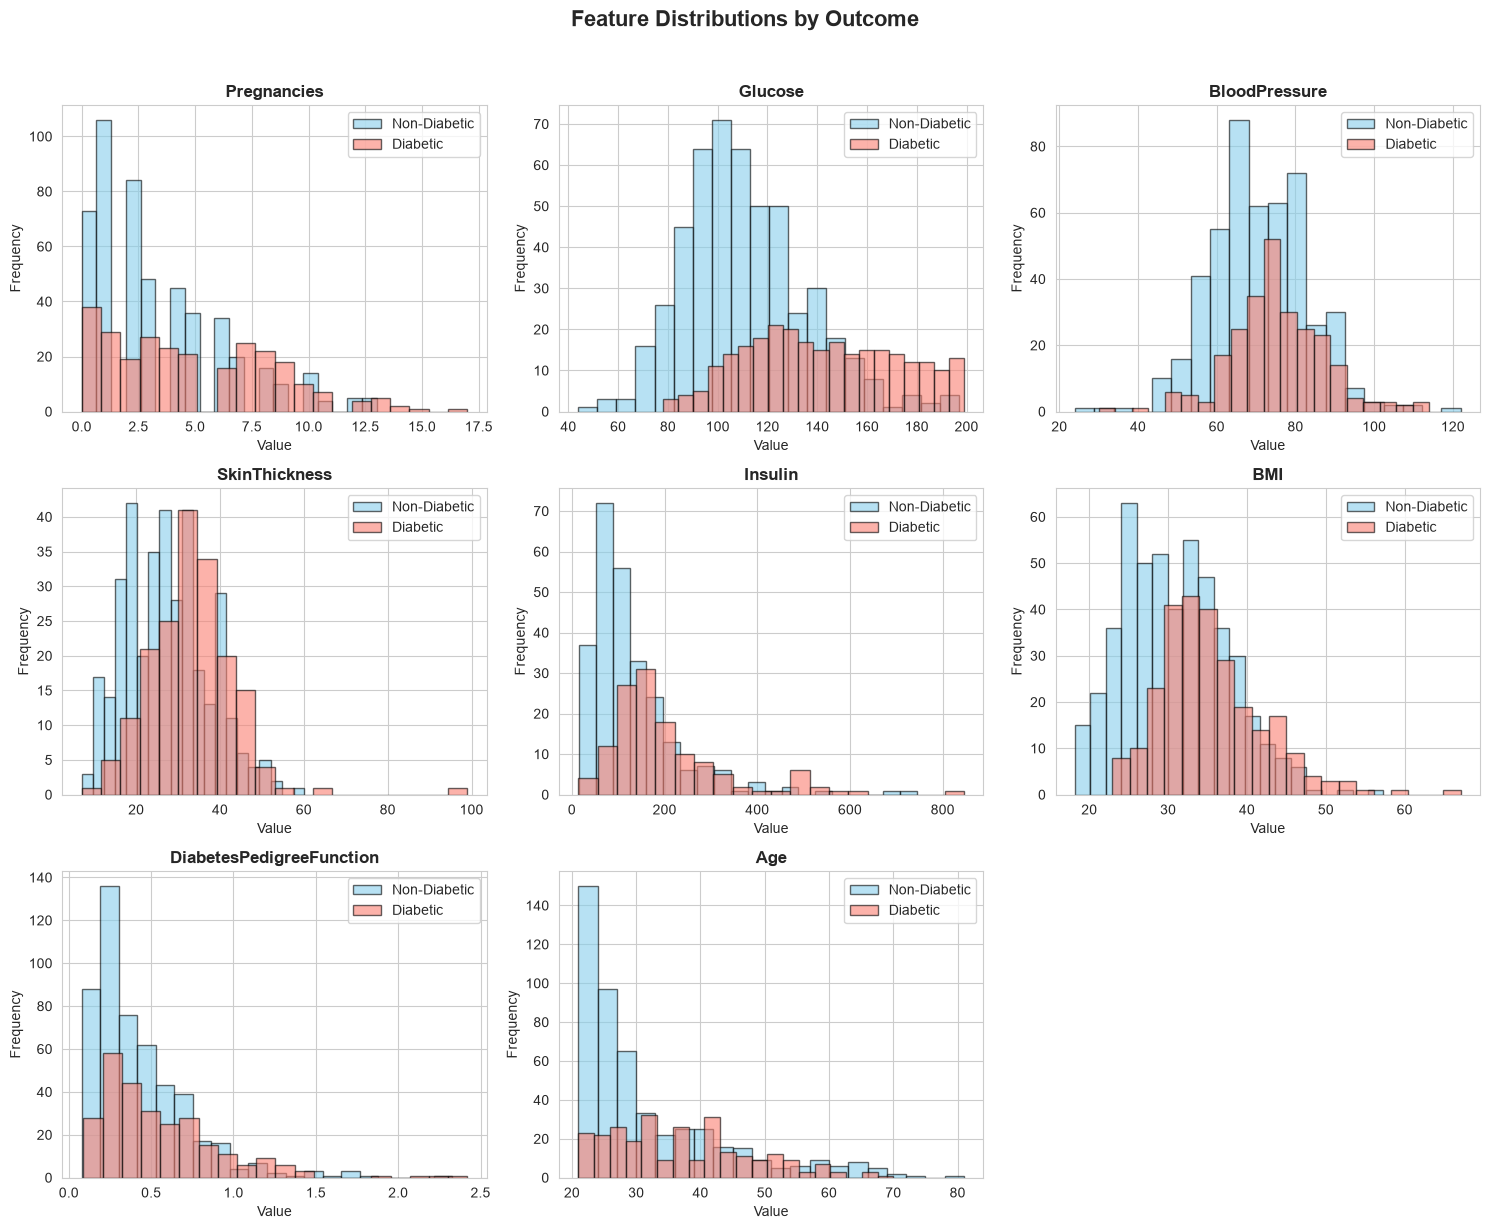 Feature Distributions by Outcome
Pregnancies
Non-Diabetic
Diabetic
Frequency
100
80
60
40
20
0
0.0 2.5 5.0 7.5 10.0 12.5 15.0 17.5
Value
Glucose
Non-Diabetic
Diabetic
Frequency
70
60
50
40
30
20
10
0
40 60 80 100 120 140 160 180 200
Value
BloodPressure
Non-Diabetic
Diabetic
Frequency
80
60
40
20
0
20 40 60 80 100 120
Value
SkinThickness
Non-Diabetic
Diabetic
Frequency
40
35
30
25
20
15
10
5
0
20 40 60 80 100
Value
Insulin
Non-Diabetic
Diabetic
Frequency
70
60
50
40
30
20
10
0
0 200 400 600 800
Value
BMI
Non-Diabetic
Diabetic
Frequency
60
50
40
30
20
10
0
20 30 40 50 60
Value
DiabetesPedigreeFunction
Non-Diabetic
Diabetic
Frequency
140
120
100
80
60
40
20
0
0.0 0.5 1.0 1.5 2.0 2.5
Value
Age
Non-Diabetic
Diabetic
Frequency
140
120
100
80
60
40
20
0
20 30 40 50 60 70 80
Value